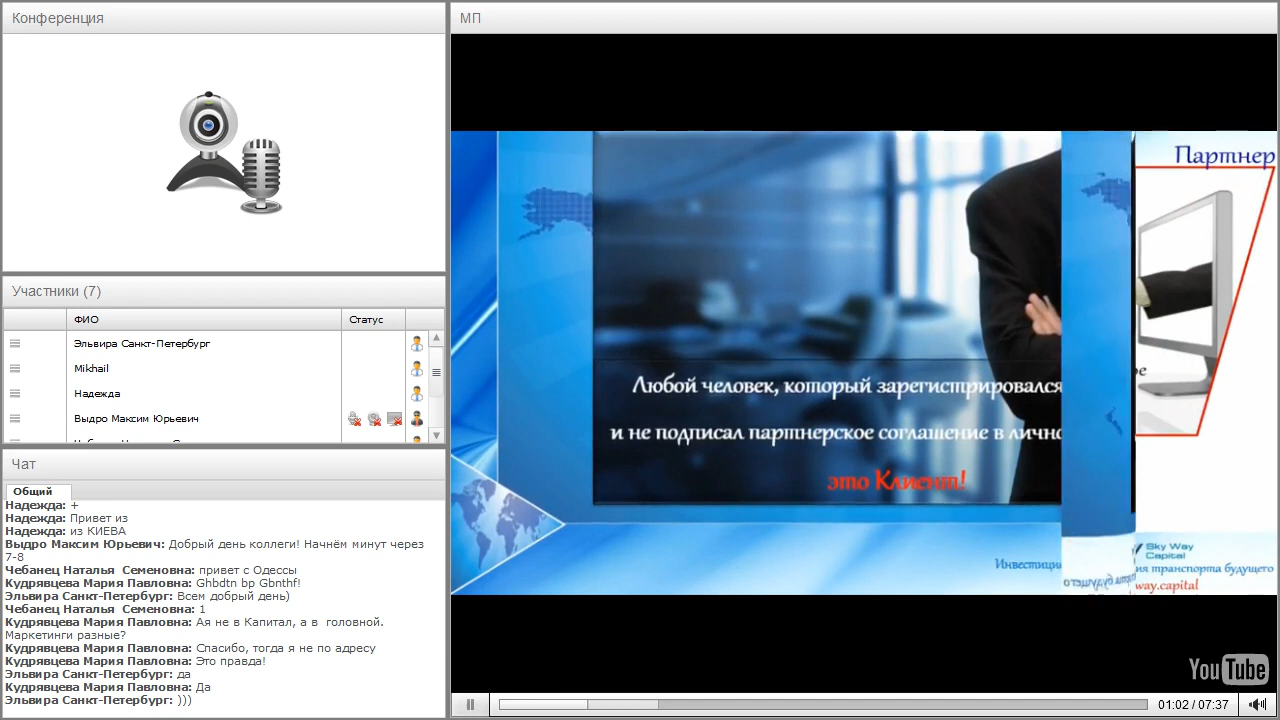 Конференция
МП
Участники (7)
ФИО
Статус
Эльвира Санкт-Петербург
Mikhail
Надежда
Выдро Максим Юрьевич
Чат
Общий
Надежда: +
Надежда: Привет из
Надежда: из КИЕВА
Выдро Максим Юрьевич: Добрый день коллеги! Начнём минут через
7-8
Чебанец Наталья Семеновна: привет с Одессы
Кудрявцева Мария Павловна: Ghbdtn bp Gbnthf!
Эльвира Санкт-Петербург: Всем добрый день)
Чебанец Наталья Семеновна: 1
Кудрявцева Мария Павловна: Ая не в Капитал, а в головной.
Маркетинги разные?
Кудрявцева Мария Павловна: Спасибо, тогда я не по адресу
Кудрявцева Мария Павловна: Это правда!
Эльвира Санкт-Петербург: да
Кудрявцева Мария Павловна: Да
Эльвира Санкт-Петербург: )))
Партнер
Любой человек, который зарегистрировался
и не подписал партнерское соглашение в лично
это Клиент!
Инвестици
Sky Way
Capital
ия транспорта будущего
way.capital
YouTube
01:02 / 07:37